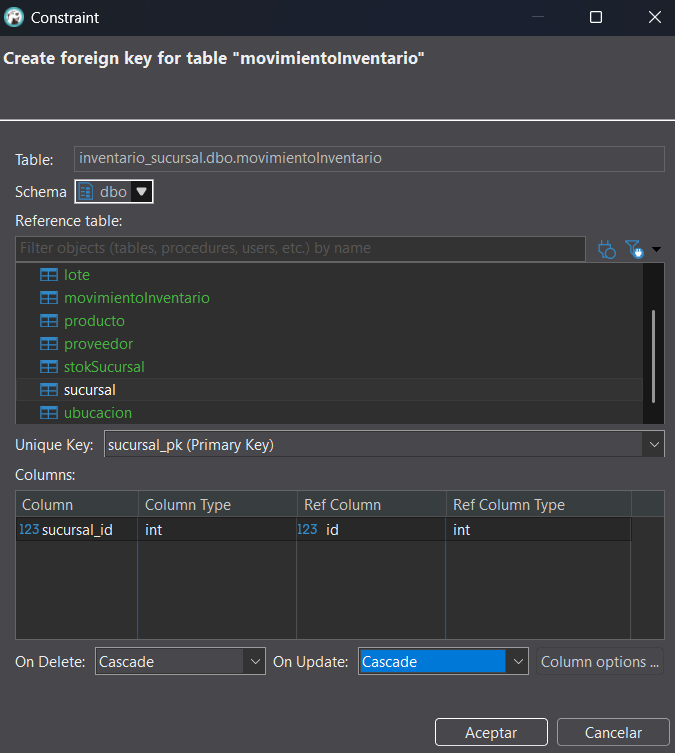 Constraint
Create foreign key for table "movimientoInventario"
Table: inventario_sucursal.dbo.movimientoInventario
Schema dbo
Reference table:
Filter objects (tables, procedures, users, etc.) by name
lote
movimientoInventario
producto
proveedor
stokSucursal
sucursal
ubucacion
Unique Key: sucursal_pk (Primary Key)
Columns:
Column Column Type Ref Column Ref Column Type
123 sucursal_id int 123 id int
On Delete: Cascade On Update: Cascade Column options ...
Aceptar Cancelar